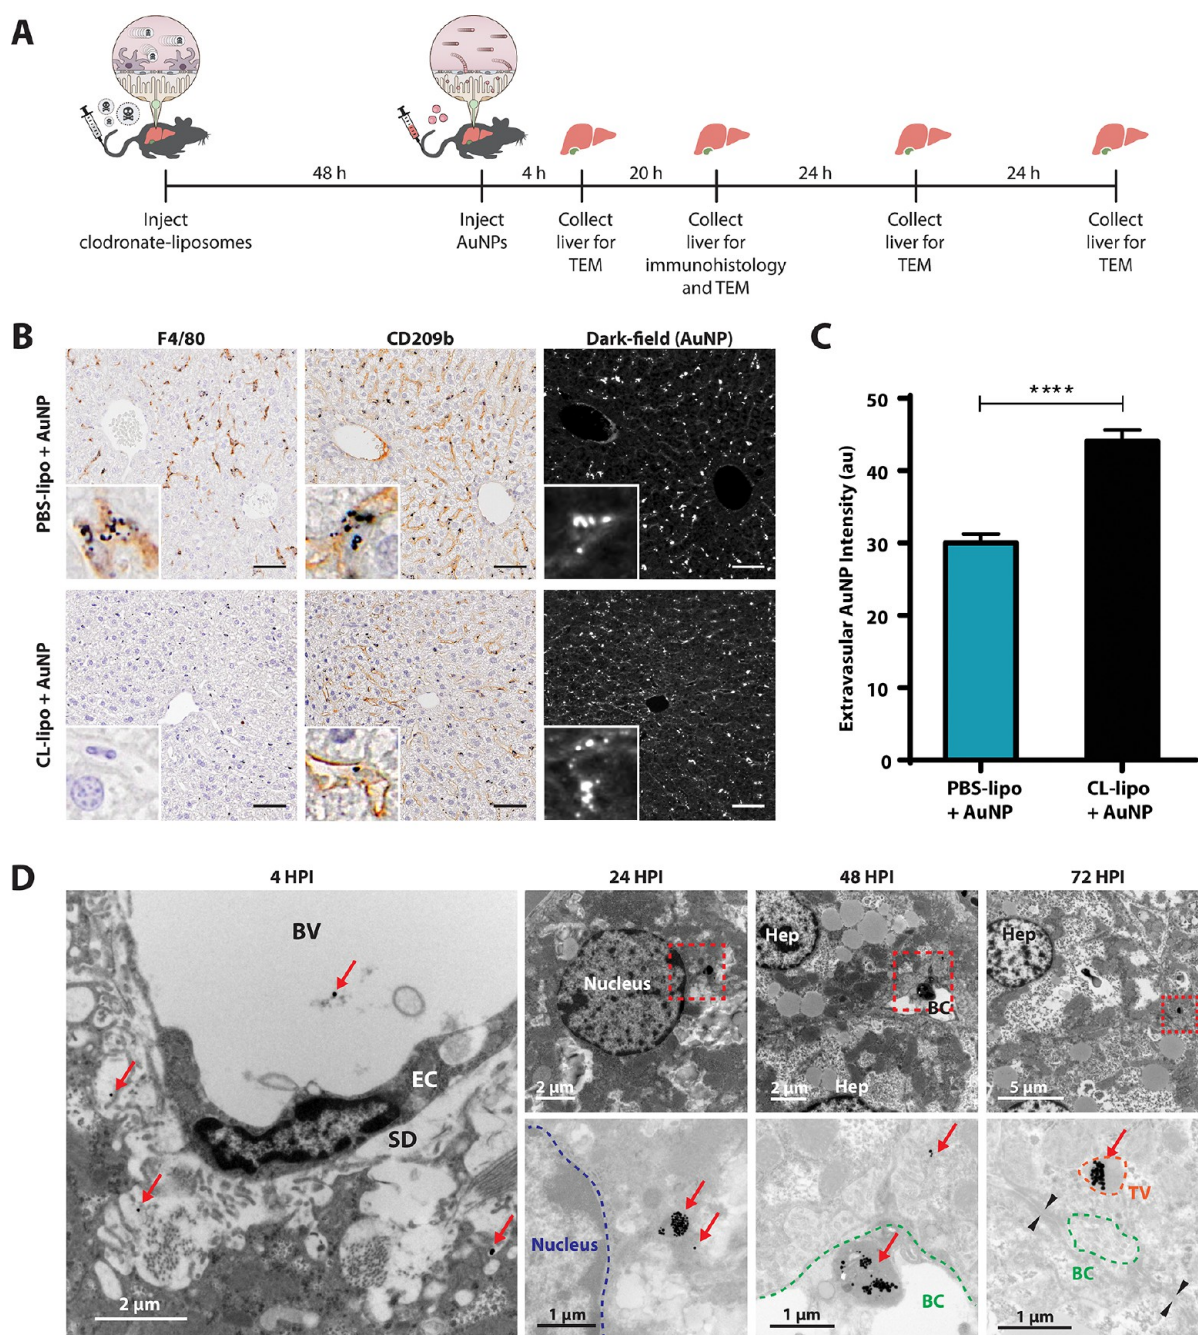 A
48 h
4 h
20 h
24 h
24 h
Inject
clodronate-liposomes
Inject
AuNPs
Collect
liver for
TEM
Collect
liver for
immunohistology
and TEM
Collect
liver for
TEM
Collect
liver for
TEM
B
F4/80
CD209b
Dark-field (AuNP)
PBS-lipo + AuNP
CL-lipo + AuNP
C
Extravasular AuNP Intensity (au)
50
40
30
20
10
0
****
PBS-lipo
+ AuNP
CL-lipo
+ AuNP
D
4 HPI
24 HPI
48 HPI
72 HPI
BV
EC
SD
2 µm
Nucleus
2 µm
Hep
BC
Hep
2 µm
Hep
5 µm
Nucleus
1 µm
BC
1 µm
TV
BC
1 µm